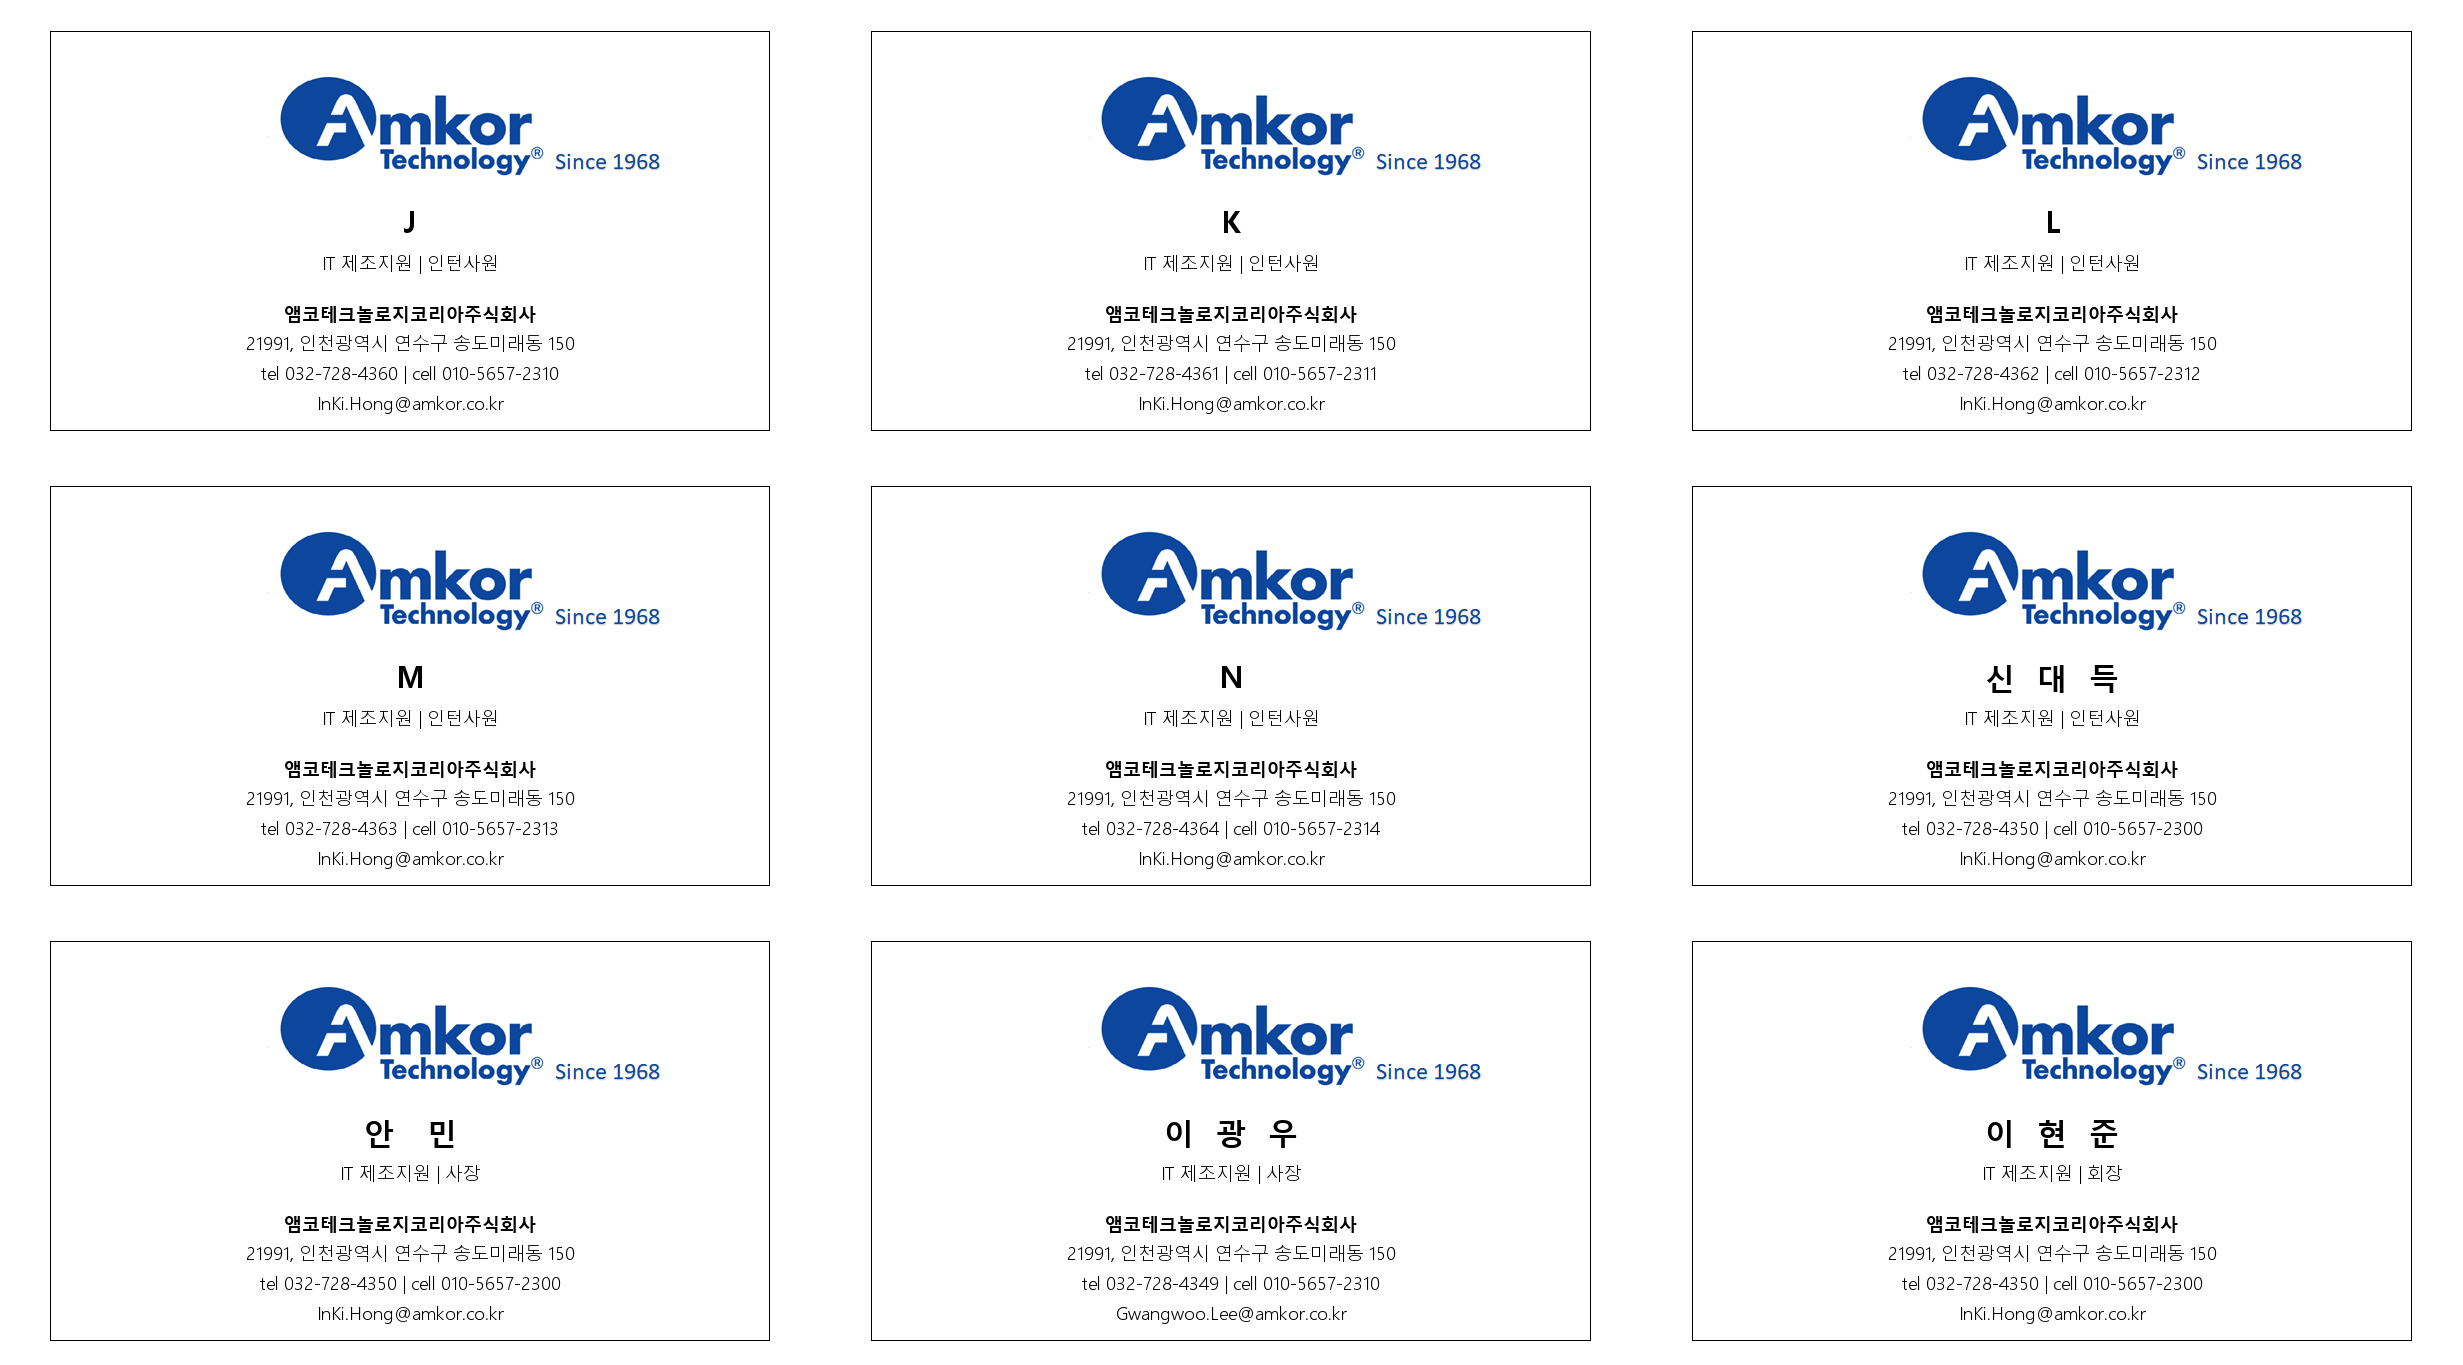 Amkor
Technology® Since 1968
J
IT 제조지원 | 인턴사원
앰코테크놀로지코리아주식회사
21991, 인천광역시 연수구 송도미래동 150
tel 032-728-4360 | cell 010-5657-2310
InKi.Hong@amkor.co.kr
Amkor
Technology® Since 1968
K
IT 제조지원 | 인턴사원
앰코테크놀로지코리아주식회사
21991, 인천광역시 연수구 송도미래동 150
tel 032-728-4361 | cell 010-5657-2311
InKi.Hong@amkor.co.kr
Amkor
Technology® Since 1968
L
IT 제조지원 | 인턴사원
앰코테크놀로지코리아주식회사
21991, 인천광역시 연수구 송도미래동 150
tel 032-728-4362 | cell 010-5657-2312
InKi.Hong@amkor.co.kr
Amkor
Technology® Since 1968
M
IT 제조지원 | 인턴사원
앰코테크놀로지코리아주식회사
21991, 인천광역시 연수구 송도미래동 150
tel 032-728-4363 | cell 010-5657-2313
InKi.Hong@amkor.co.kr
Amkor
Technology® Since 1968
N
IT 제조지원 | 인턴사원
앰코테크놀로지코리아주식회사
21991, 인천광역시 연수구 송도미래동 150
tel 032-728-4364 | cell 010-5657-2314
InKi.Hong@amkor.co.kr
Amkor
Technology® Since 1968
신 대 득
IT 제조지원 | 인턴사원
앰코테크놀로지코리아주식회사
21991, 인천광역시 연수구 송도미래동 150
tel 032-728-4350 | cell 010-5657-2300
InKi.Hong@amkor.co.kr
Amkor
Technology® Since 1968
안 민
IT 제조지원 | 사장
앰코테크놀로지코리아주식회사
21991, 인천광역시 연수구 송도미래동 150
tel 032-728-4350 | cell 010-5657-2300
InKi.Hong@amkor.co.kr
Amkor
Technology® Since 1968
이 광 우
IT 제조지원 | 사장
앰코테크놀로지코리아주식회사
21991, 인천광역시 연수구 송도미래동 150
tel 032-728-4349 | cell 010-5657-2310
Gwangwoo.Lee@amkor.co.kr
Amkor
Technology® Since 1968
이 현 준
IT 제조지원 | 회장
앰코테크놀로지코리아주식회사
21991, 인천광역시 연수구 송도미래동 150
tel 032-728-4350 | cell 010-5657-2300
InKi.Hong@amkor.co.kr